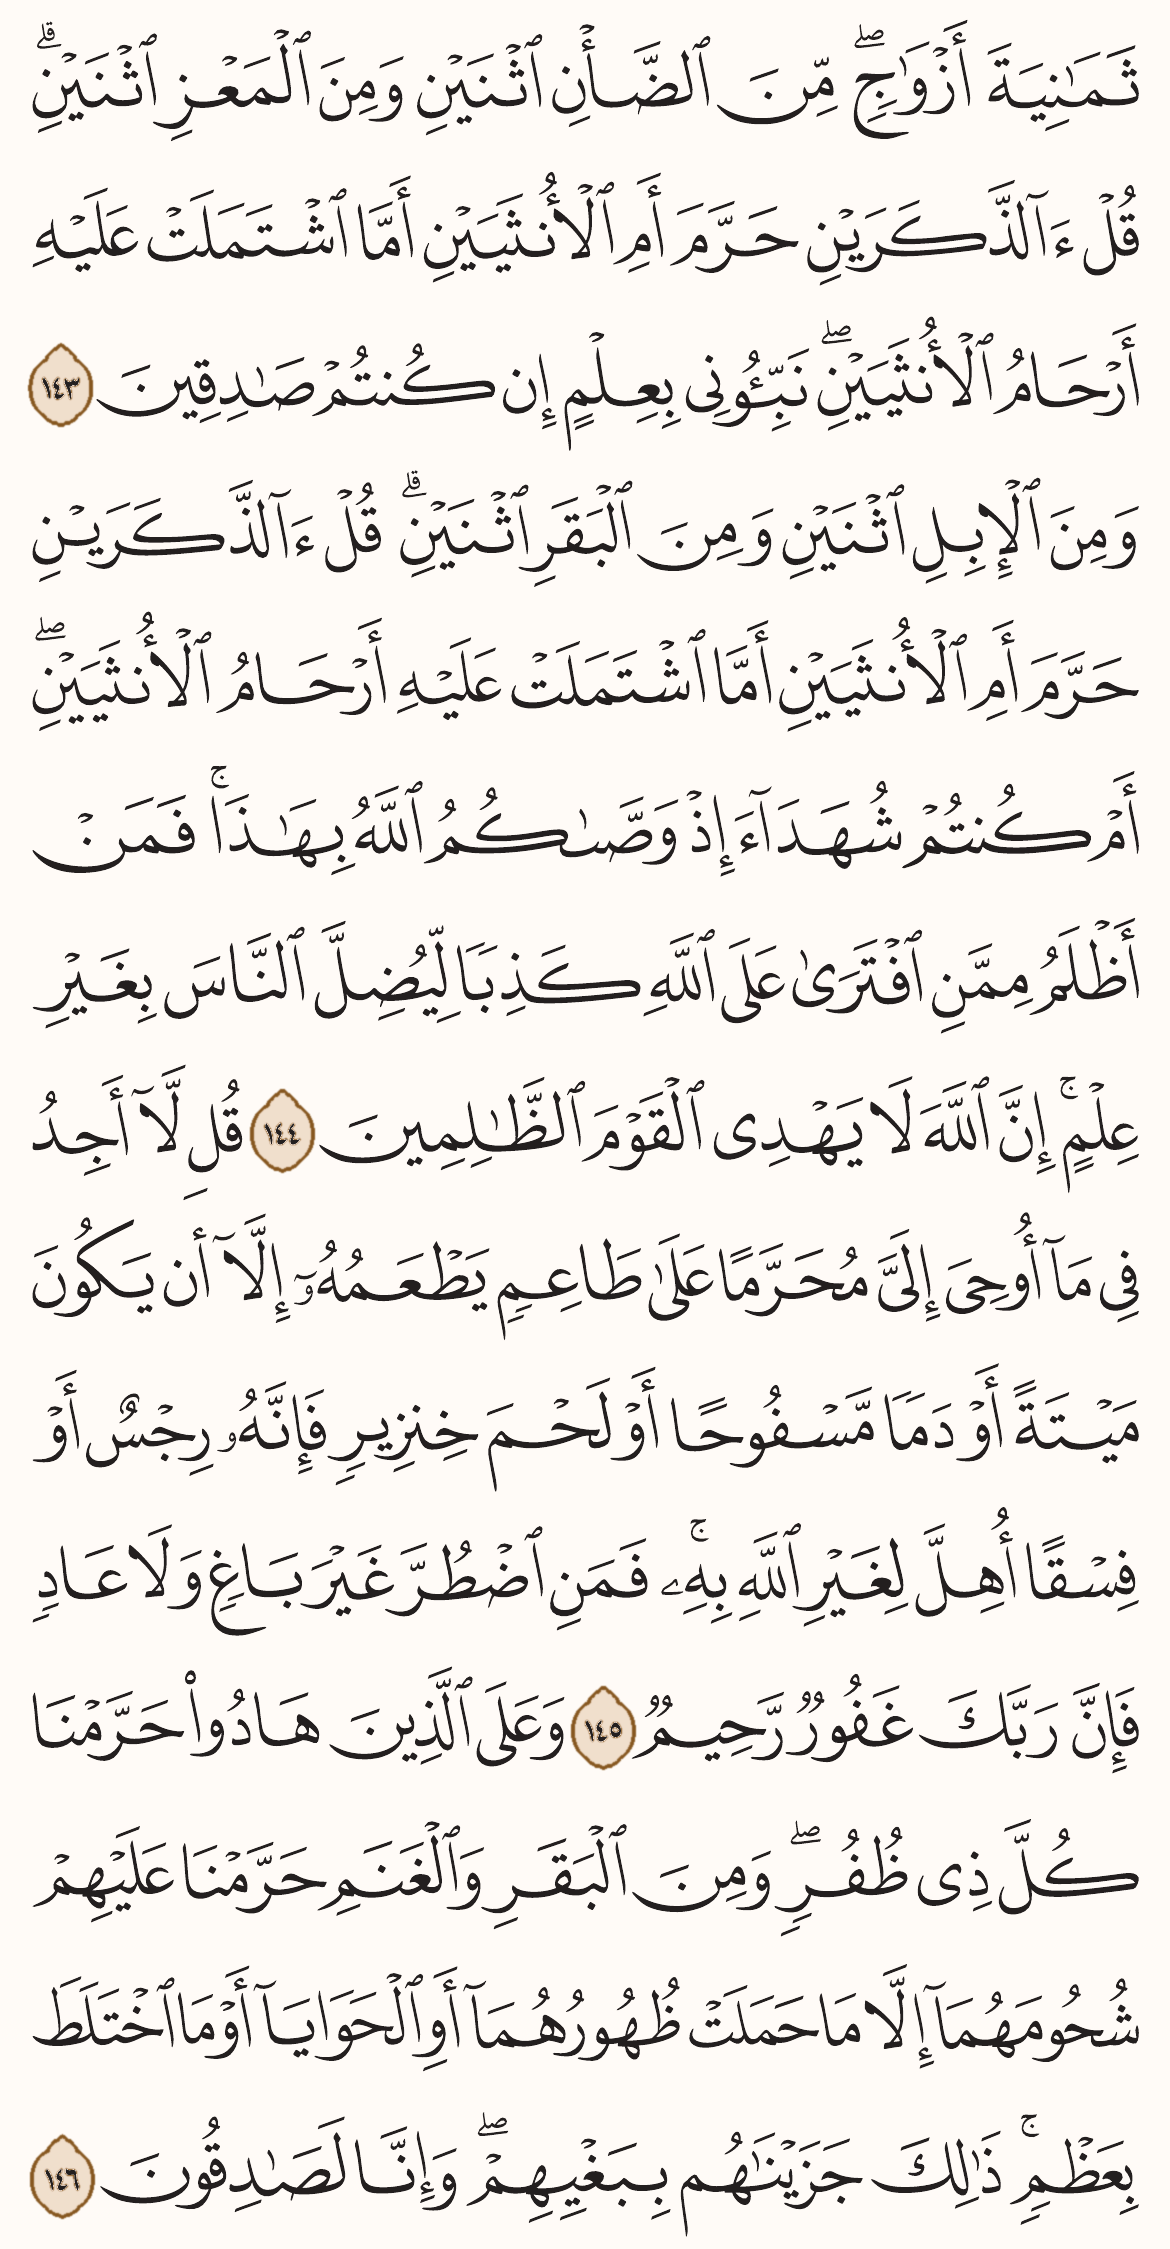 ثَمَٰنِيَةَ أَزْوَٰجٍۖ مِّنَ ٱلضَّأْنِ ٱثْنَيْنِ وَمِنَ ٱلْمَعْزِ ٱثْنَيْنِۗ
قُلْ ءَآلذَّكَرَيْنِ حَرَّمَ أَمِ ٱلْأُنثَيَيْنِ أَمَّا ٱشْتَمَلَتْ عَلَيْهِ
أَرْحَامُ ٱلْأُنثَيَيْنِۖ نَبِّـُٔونِى بِعِلْمٍ إِن كُنتُمْ صَٰدِقِينَ ١٤٣
وَمِنَ ٱلْإِبِلِ ٱثْنَيْنِ وَمِنَ ٱلْبَقَرِ ٱثْنَيْنِۗ قُلْ ءَآلذَّكَرَيْنِ
حَرَّمَ أَمِ ٱلْأُنثَيَيْنِ أَمَّا ٱشْتَمَلَتْ عَلَيْهِ أَرْحَامُ ٱلْأُنثَيَيْنِۖ
أَمْ كُنتُمْ شُهَدَآءَ إِذْ وَصَّىٰكُمُ ٱللَّهُ بِهَٰذَاۚ فَمَنْ
أَظْلَمُ مِمَّنِ ٱفْتَرَىٰ عَلَى ٱللَّهِ كَذِبًا لِّيُضِلَّ ٱلنَّاسَ بِغَيْرِ
عِلْمٍۚ إِنَّ ٱللَّهَ لَا يَهْدِى ٱلْقَوْمَ ٱلظَّٰلِمِينَ ١٤٤ قُل لَّآ أَجِدُ
فِى مَآ أُوحِىَ إِلَىَّ مُحَرَّمًا عَلَىٰ طَاعِمٍ يَطْعَمُهُۥٓ إِلَّآ أَن يَكُونَ
مَيْتَةً أَوْ دَمًا مَّسْفُوحًا أَوْ لَحْمَ خِنزِيرٍ فَإِنَّهُۥ رِجْسٌ أَوْ
فِسْقًا أُهِلَّ لِغَيْرِ ٱللَّهِ بِهِۦۚ فَمَنِ ٱضْطُرَّ غَيْرَ بَاغٍ وَلَا عَادٍ
فَإِنَّ رَبَّكَ غَفُورٌ رَّحِيمٌ ١٤٥ وَعَلَى ٱلَّذِينَ هَادُوا۟ حَرَّمْنَا
كُلَّ ذِى ظُفُرٍۖ وَمِنَ ٱلْبَقَرِ وَٱلْغَنَمِ حَرَّمْنَا عَلَيْهِمْ
شُحُومَهُمَآ إِلَّا مَا حَمَلَتْ ظُهُورُهُمَآ أَوِ ٱلْحَوَايَآ أَوْ مَا ٱخْتَلَطَ
بِعَظْمٍۚ ذَٰلِكَ جَزَيْنَٰهُم بِبَغْيِهِمْۖ وَإِنَّا لَصَٰدِقُونَ ١٤٦